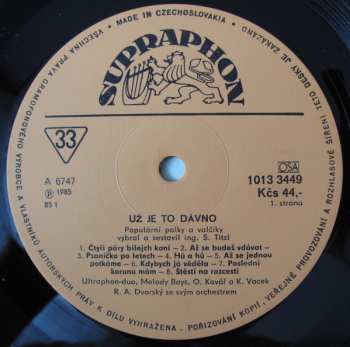 • MADE IN CZECHOSLOVAKIA • VŠECHNA PRÁVA GRAMOFONOVÉHO VÝROBCE A VLASTNÍKŮ AUTORSKÝCH PRÁV K DÍLU VYHRAŽENA. POŘIZOVÁNÍ KOPIÍ, VEŘEJNÉ PROVOZOVÁNÍ A ROZHLASOVÉ ŠÍŘENÍ TÉTO DESKY JE ZAKÁZÁNO
SUPRAPHON
33
A 6747
℗ 1985
83 1
OSA
1013 3449
Kčs 44,-
1. strana
UŽ JE TO DÁVNO
Populární polky a valčíky
vybral a sestavil ing. S. Titzl
1. Čtyři páry bílejch koní – 2. Až se budeš vdávat –
3. Psaníčko po letech – 4. Hů a hů – 5. Až se jednou
potkáme – 6. Kdybych já věděla – 7. Poslední
korunu mám – 8. Štěstí na rozcestí
Ultraphon-duo, Melody Boys, O. Kovál a K. Vacek
R. A. Dvorský se svým orchestrem